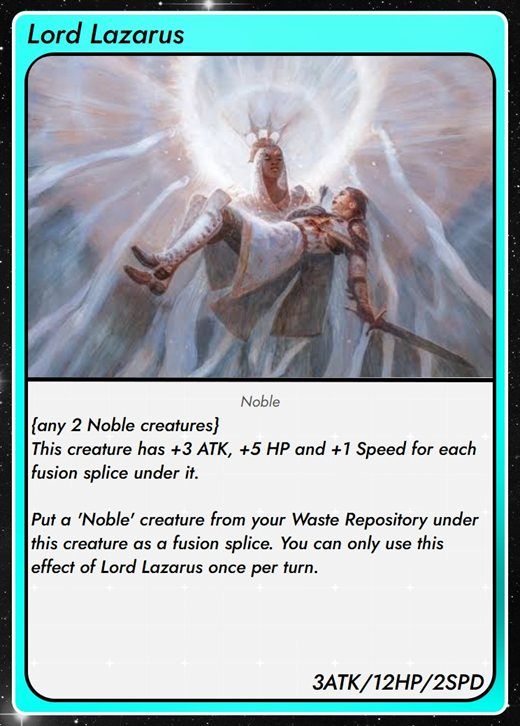 Lord Lazarus
Noble
{any 2 Noble creatures}
This creature has +3 ATK, +5 HP and +1 Speed for each
fusion splice under it.
Put a 'Noble' creature from your Waste Repository under
this creature as a fusion splice. You can only use this
effect of Lord Lazarus once per turn.
3ATK/12HP/2SPD